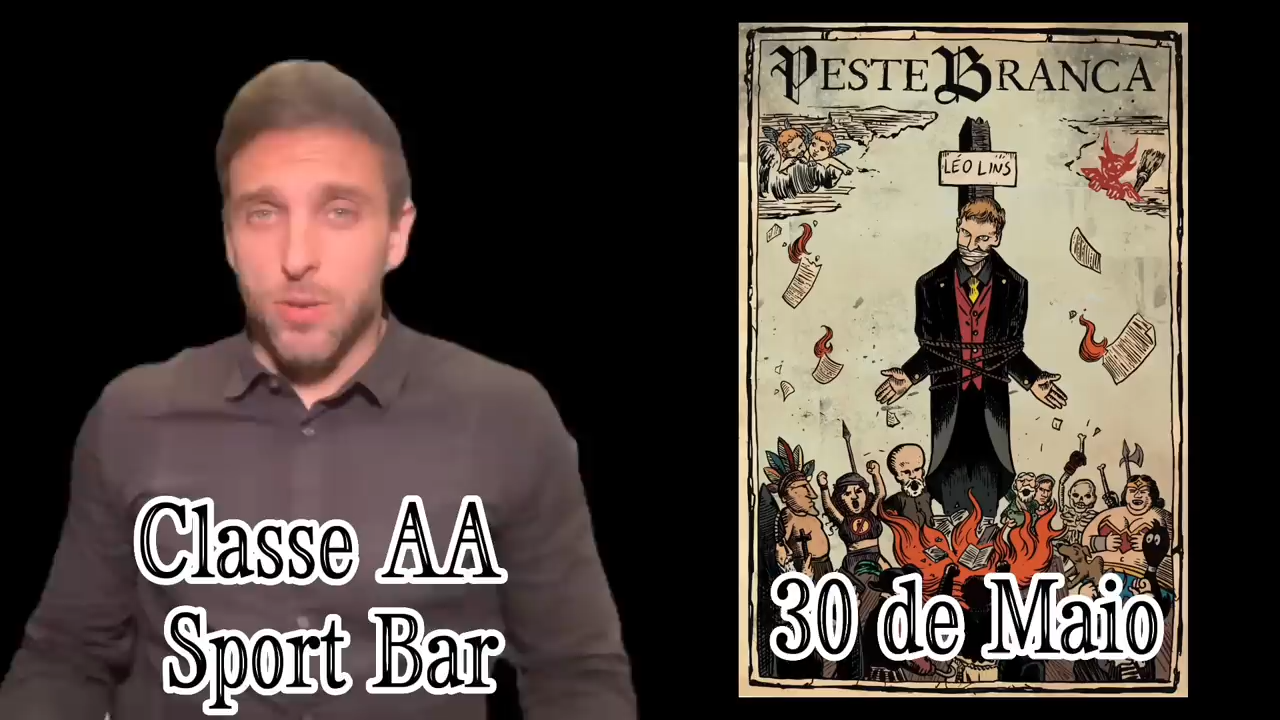 PESTE BRANCA
LÉO LINS
Classe AA
Sport Bar
30 de Maio